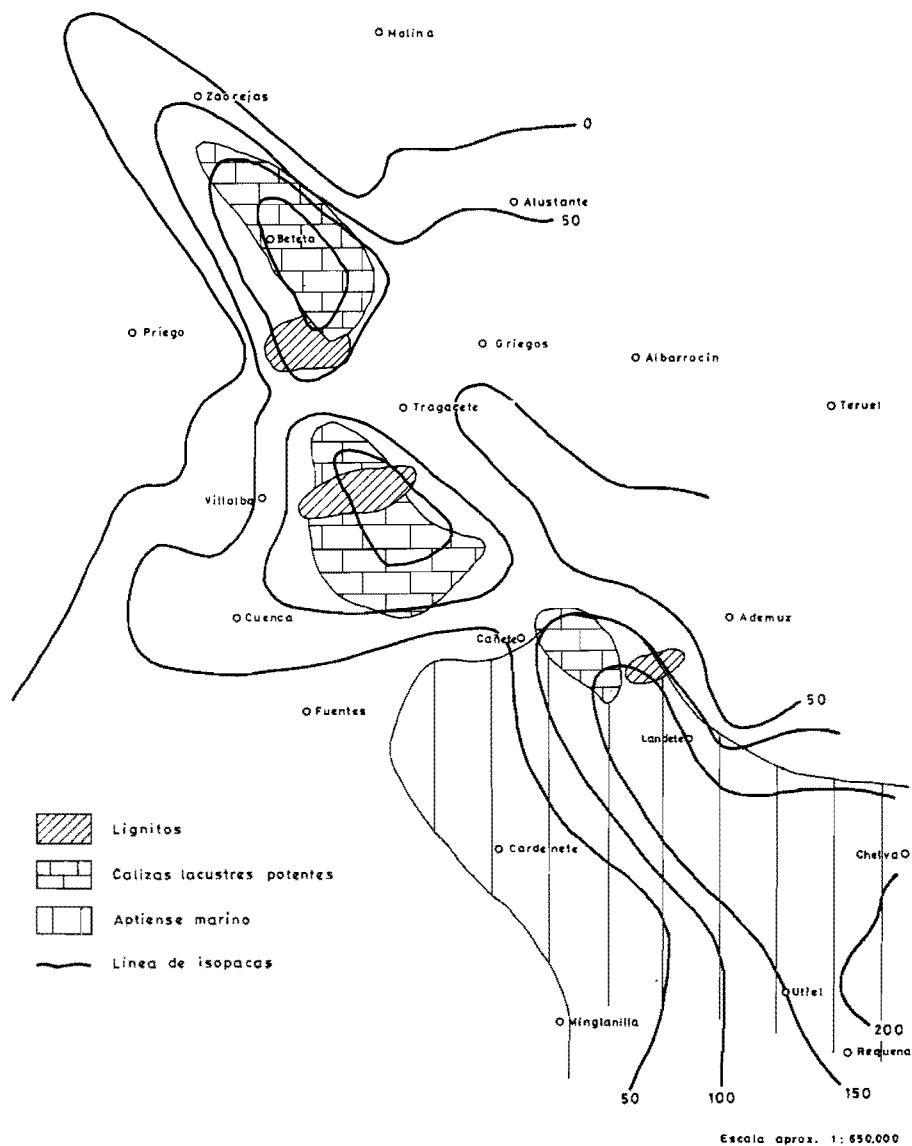 Molina
Zaorejas
0
Alustante
50
Beteta
Priego
Griegos
Albarrocín
Tragacete
Teruel
Villalba
Cuenca
Ademuz
Cañete
Fuentes
50
Landete
Lignitos
Cardenete
Chelva
Calizas lacustres potentes
Aptiense marino
Línea de isopacas
Utiel
Minglanilla
200
Requena
50
100
150
Escala aprox. 1:650.000